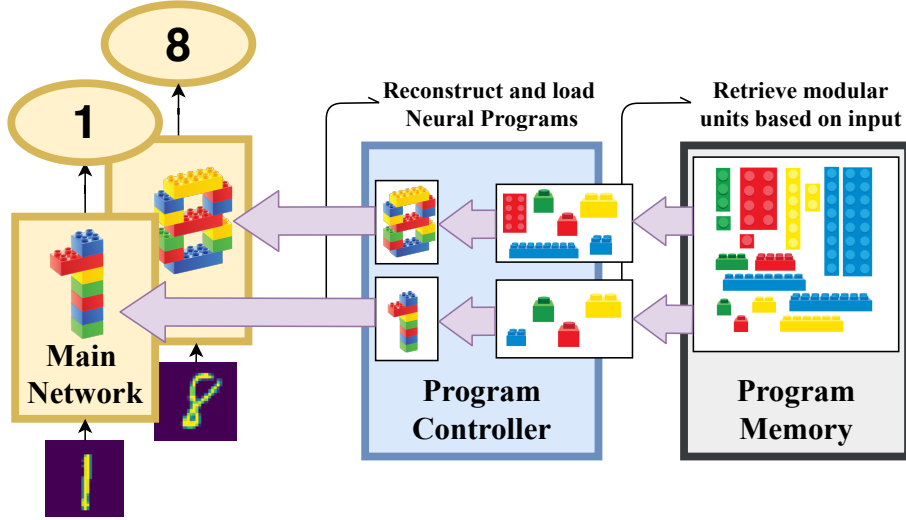 8
1
Reconstruct and load
Neural Programs
Retrieve modular
units based on input
Main
Network
Program
Controller
Program
Memory